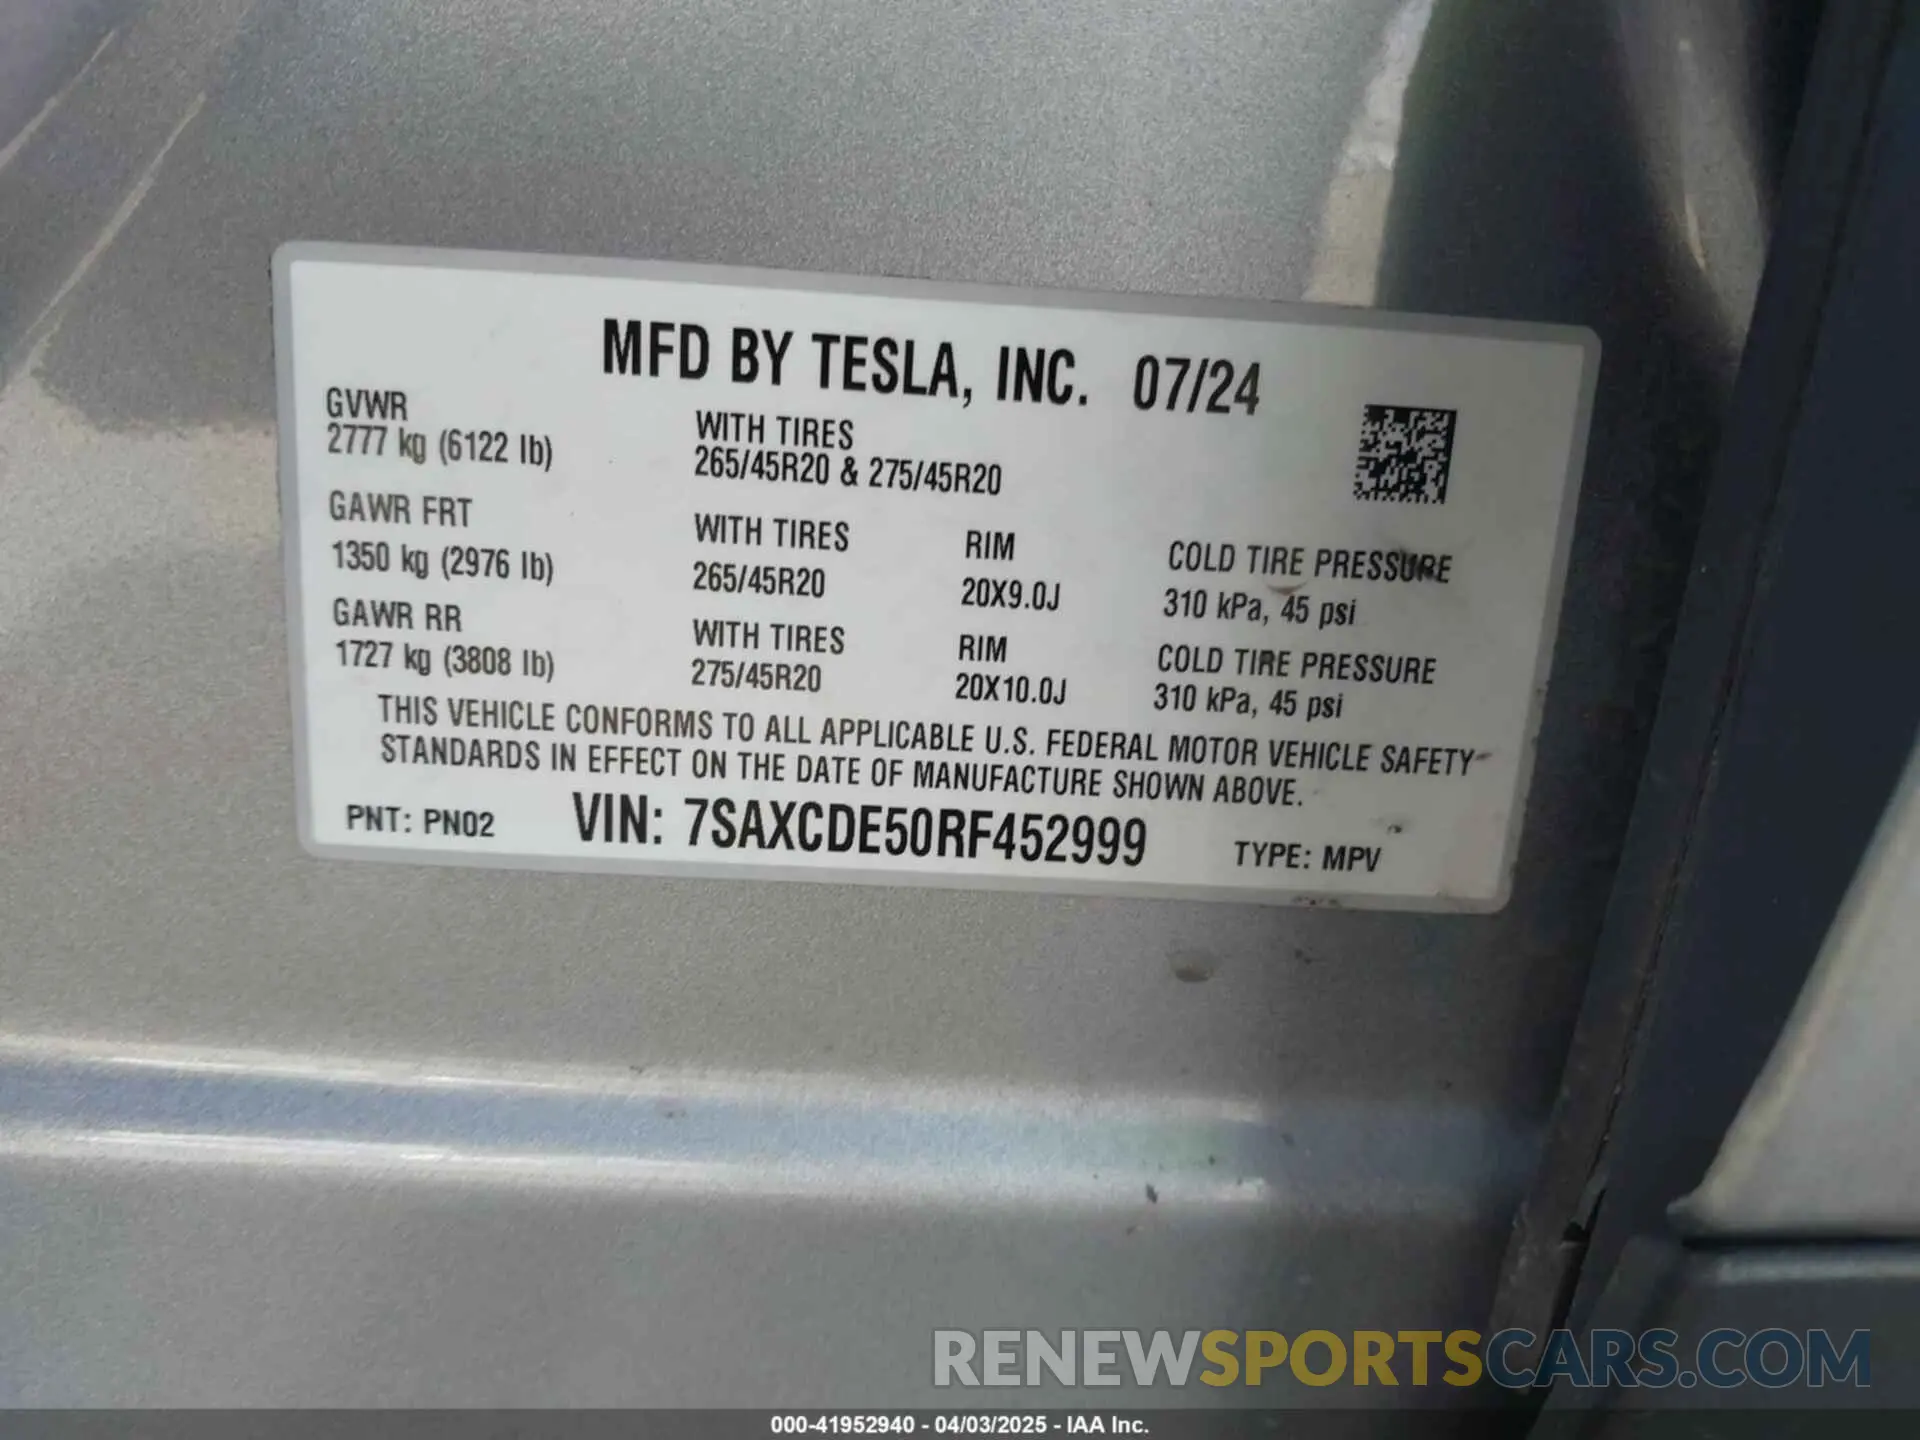 MFD BY TESLA, INC. 07/24
GVWR
2777 kg (6122 lb)
WITH TIRES
265/45R20 & 275/45R20
GAWR FRT
1350 kg (2976 lb)
WITH TIRES
265/45R20
RIM
20X9.0J
COLD TIRE PRESSURE
310 kPa, 45 psi
GAWR RR
1727 kg (3808 lb)
WITH TIRES
275/45R20
RIM
20X10.0J
COLD TIRE PRESSURE
310 kPa, 45 psi
THIS VEHICLE CONFORMS TO ALL APPLICABLE U.S. FEDERAL MOTOR VEHICLE SAFETY
STANDARDS IN EFFECT ON THE DATE OF MANUFACTURE SHOWN ABOVE.
PNT: PN02 VIN: 7SAXCDE50RF452999 TYPE: MPV
RENEWSPORTSCARS.COM
000-41952940 - 04/03/2025 - IAA Inc.